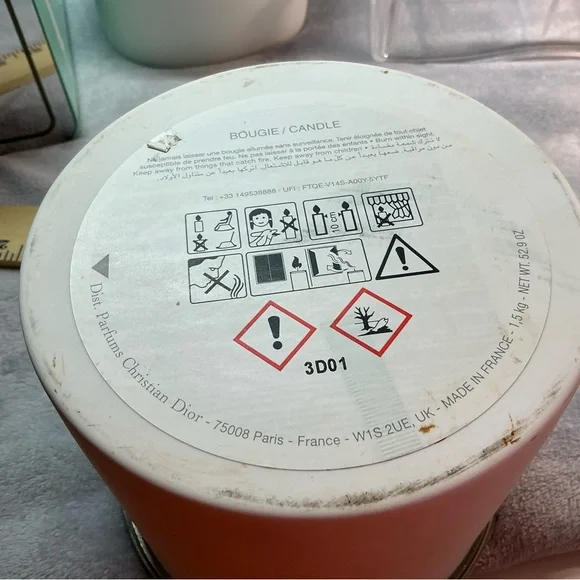 BOUGIE / CANDLE
Ne jamais laisser une bougie allumée sans surveillance. Tenir éloignée de tout objet
susceptible de prendre feu. Ne pas laisser à la portée des enfants • Burn within sight.
Keep away from things that catch fire. Keep away from children •
Tel : +33 149538888 - UFI : FTQE-V14S-A00Y-5YTF
3D01
Dist. Parfums Christian Dior - 75008 Paris - France - W1S 2UE, UK - MADE IN FRANCE - 1,5 kg - NET WT. 52.9 OZ